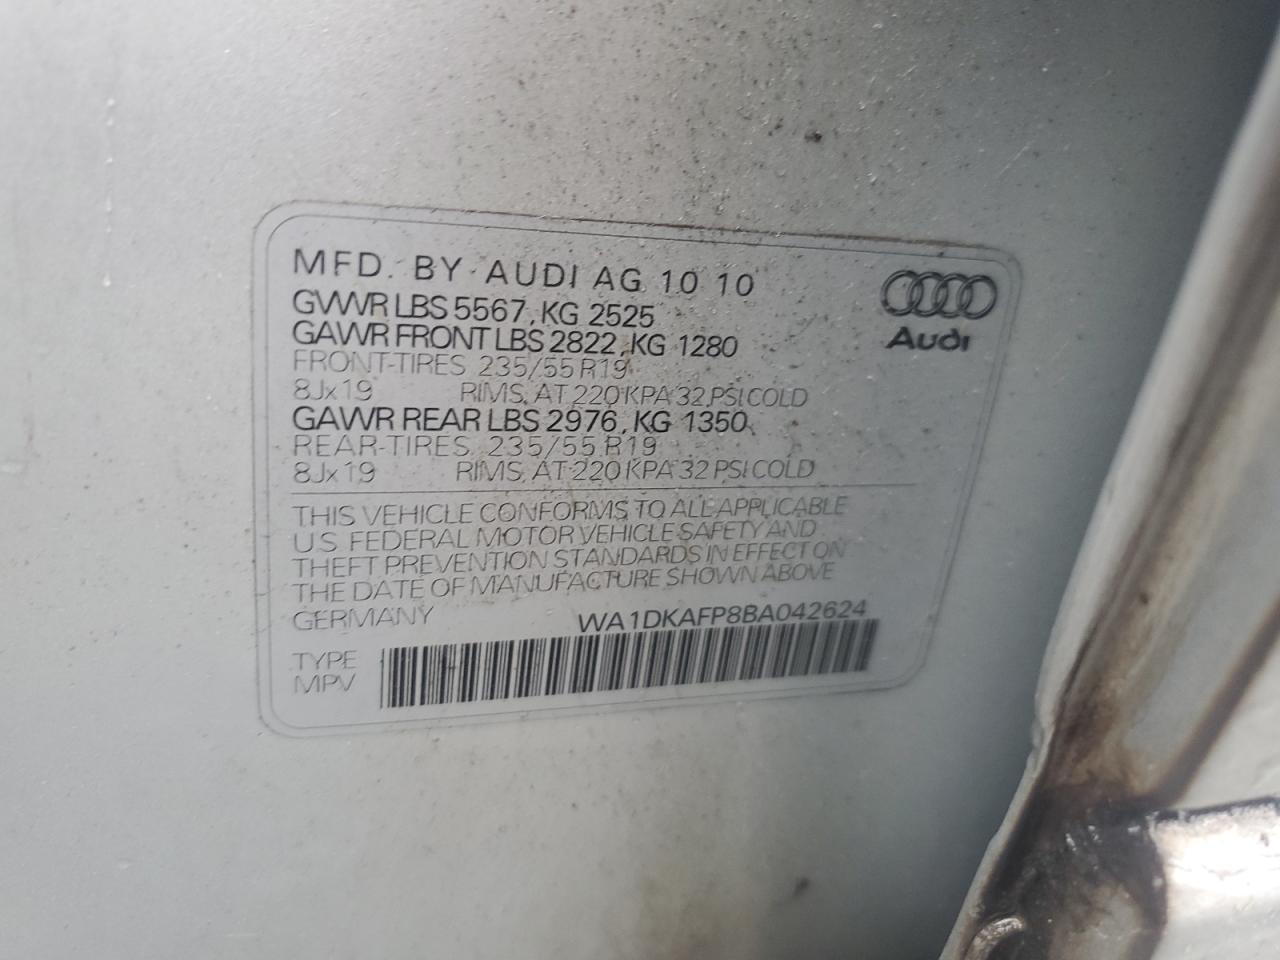 MFD. BY AUDI AG 10 10
GVWR LBS 5567, KG 2525
GAWR FRONT LBS 2822, KG 1280
FRONT-TIRES 235/55 R19
8Jx19 RIMS, AT 220 KPA 32 PSI COLD
GAWR REAR LBS 2976, KG 1350,
REAR-TIRES 235/55 R19
8Jx19 RIMS, AT 220 KPA 32 PSI COLD
Audi
THIS VEHICLE CONFORMS TO ALL APPLICABLE
U.S. FEDERAL MOTOR VEHICLE SAFETY AND
THEFT PREVENTION STANDARDS IN EFFECT ON
THE DATE OF MANUFACTURE SHOWN ABOVE
GERMANY WA1DKAFP8BA042624
TYPE
MPV